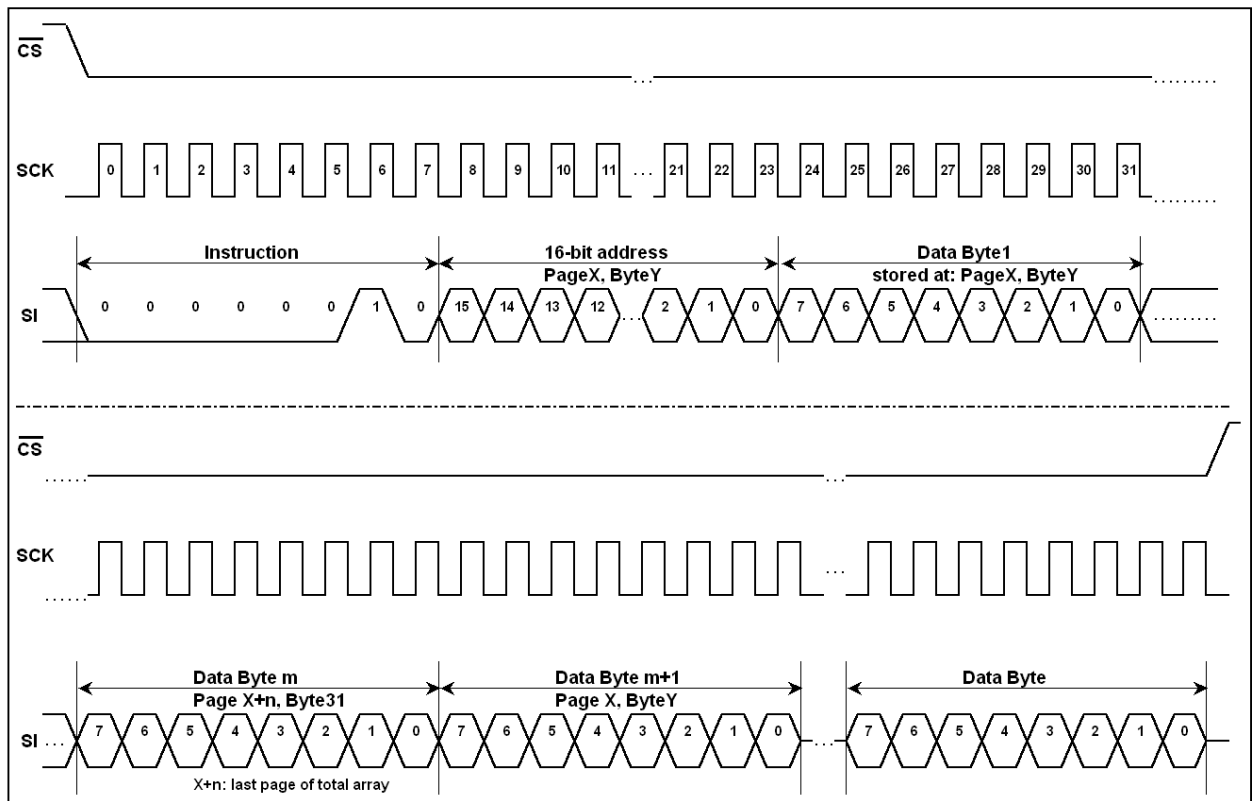 CS
SCK
0 1 2 3 4 5 6 7 8 9 10 11 ... 21 22 23 24 25 26 27 28 29 30 31
Instruction
16-bit address
PageX, ByteY
Data Byte1
stored at: PageX, ByteY
SI
0 0 0 0 0 0 1 0 15 14 13 12 ... 2 1 0 7 6 5 4 3 2 1 0
CS
SCK
Data Byte m
Page X+n, Byte31
Data Byte m+1
Page X, ByteY
Data Byte
SI ... 7 6 5 4 3 2 1 0 7 6 5 4 3 2 1 0 ... 7 6 5 4 3 2 1 0
X+n: last page of total array